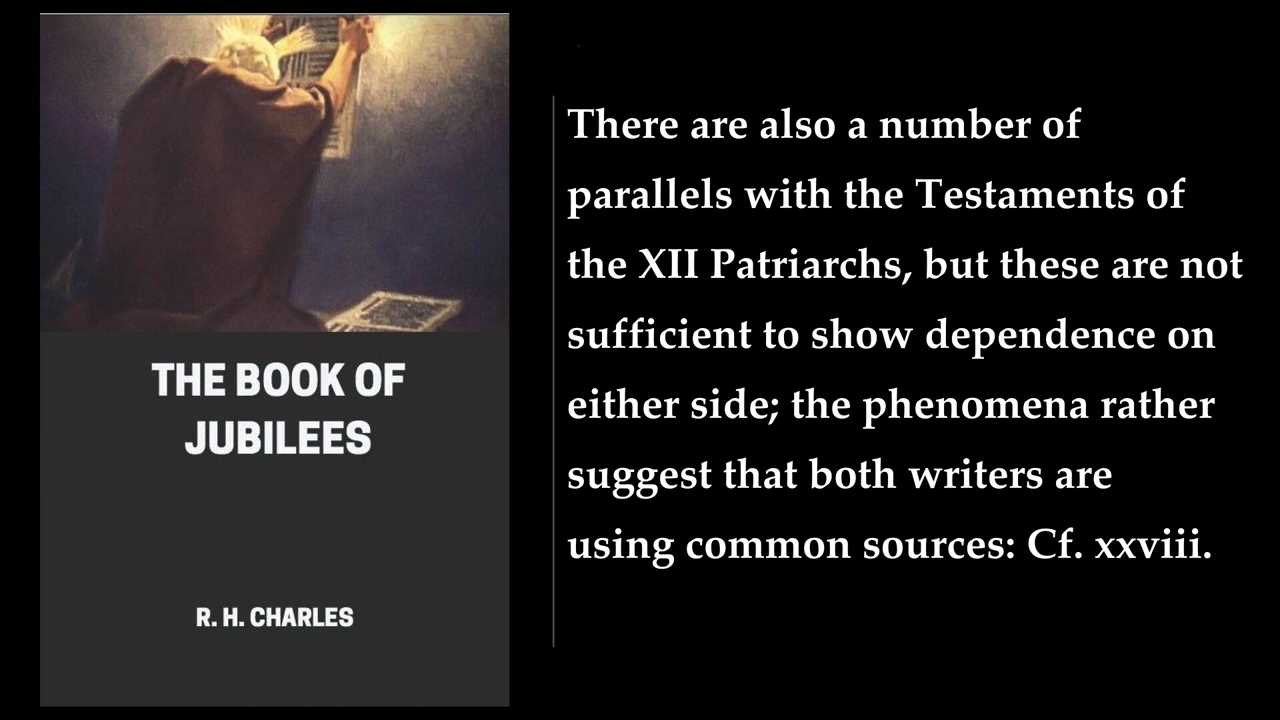 THE BOOK OF
JUBILEES
R. H. CHARLES
There are also a number of
parallels with the Testaments of
the XII Patriarchs, but these are not
sufficient to show dependence on
either side; the phenomena rather
suggest that both writers are
using common sources: Cf. xxviii.